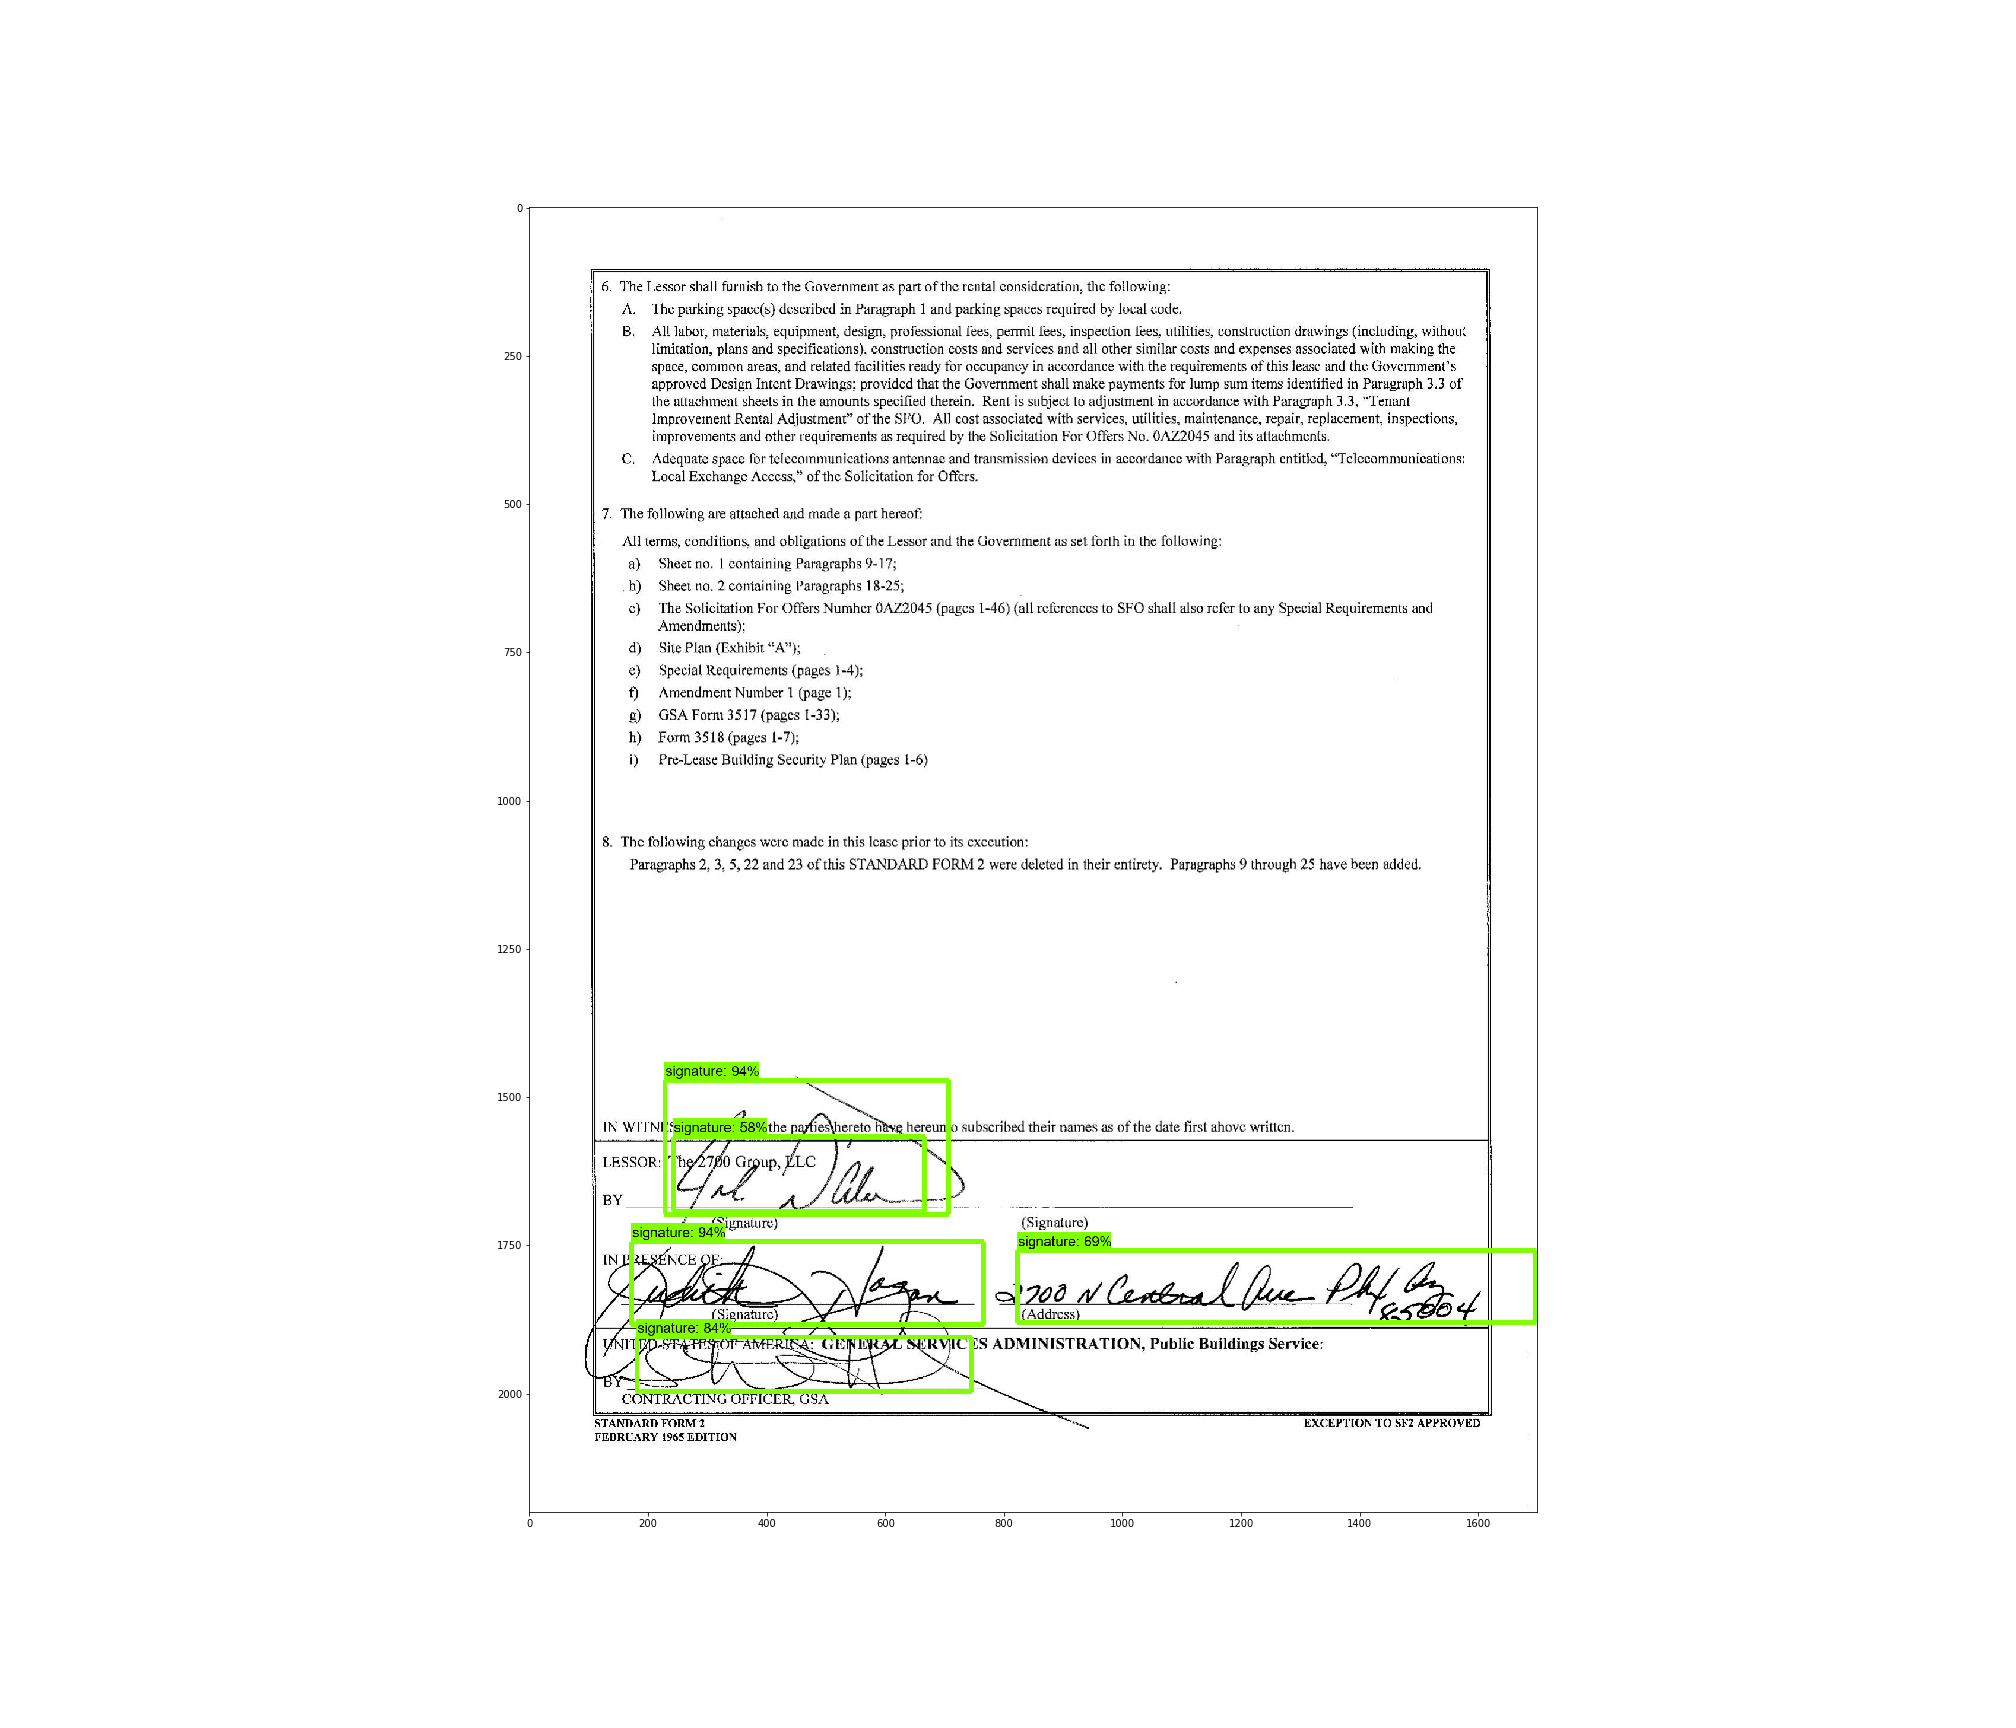 0
6. The Lessor shall furnish to the Government as part of the rental consideration, the following:
A. The parking space(s) described in Paragraph 1 and parking spaces required by local code.
B. All labor, materials, equipment, design, professional fees, permit fees, inspection fees, utilities, construction drawings (including, without
limitation, plans and specifications), construction costs and services and all other similar costs and expenses associated with making the
250
space, common areas, and related facilities ready for occupancy in accordance with the requirements of this lease and the Government's
approved Design Intent Drawings; provided that the Government shall make payments for lump sum items identified in Paragraph 3.3 of
the attachment sheets in the amounts specified therein. Rent is subject to adjustment in accordance with Paragraph 3.3, "Tenant
Improvement Rental Adjustment" of the SFO. All cost associated with services, utilities, maintenance, repair, replacement, inspections,
improvements and other requirements as required by the Solicitation For Offers No. 0AZ2045 and its attachments.
C. Adequate space for telecommunications antennae and transmission devices in accordance with Paragraph entitled, "Telecommunications:
Local Exchange Access," of the Solicitation for Offers.
500
7. The following are attached and made a part hereof:
All terms, conditions, and obligations of the Lessor and the Government as set forth in the following:
a) Sheet no. 1 containing Paragraphs 9-17;
b) Sheet no. 2 containing Paragraphs 18-25;
c) The Solicitation For Offers Number 0AZ2045 (pages 1-46) (all references to SFO shall also refer to any Special Requirements and
Amendments);
750
d) Site Plan (Exhibit "A");
e) Special Requirements (pages 1-4);
f) Amendment Number 1 (page 1);
g) GSA Form 3517 (pages 1-33);
h) Form 3518 (pages 1-7);
i) Pre-Lease Building Security Plan (pages 1-6)
1000
8. The following changes were made in this lease prior to its execution:
Paragraphs 2, 3, 5, 22 and 23 of this STANDARD FORM 2 were deleted in their entirety. Paragraphs 9 through 25 have been added.
1250
signature: 94%
1500
IN the parties hereto have subscribed their names as of the date first above written.
signature: 58%
LESSOR: The 2700 Group, LLC
BY
(Signature) (Signature)
signature: 94% signature: 69%
1750
IN PRESENCE OF:
Judith Hagan 2700 N Central Ave Phx Az
85004
(Signature) (Address)
signature: 84%
UNITED STATES OF AMERICA: GENERAL SERVICES ADMINISTRATION, Public Buildings Service:
BY
2000
CONTRACTING OFFICER, GSA
STANDARD FORM 2 EXCEPTION TO SF2 APPROVED
FEBRUARY 1965 EDITION
0 200 400 600 800 1000 1200 1400 1600